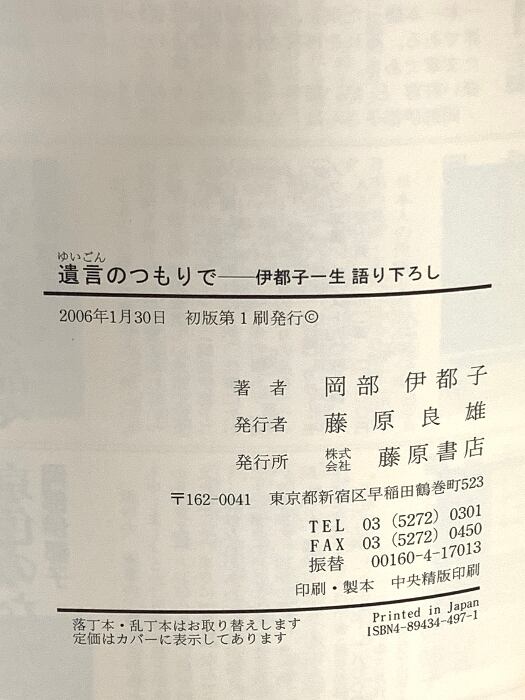 ゆいごん
遺言のつもりで──伊都子一生 語り下ろし
2006年1月30日　初版第1刷発行©
著　者　岡部　伊都子
発行者　藤原良雄
発行所　株式会社　藤原書店
〒162-0041　東京都新宿区早稲田鶴巻町523
TEL　03（5272）0301
FAX　03（5272）0450
振替　00160-4-17013
印刷・製本　中央精版印刷
落丁本・乱丁本はお取り替えします
定価はカバーに表示してあります
Printed in Japan
ISBN4-89434-497-1